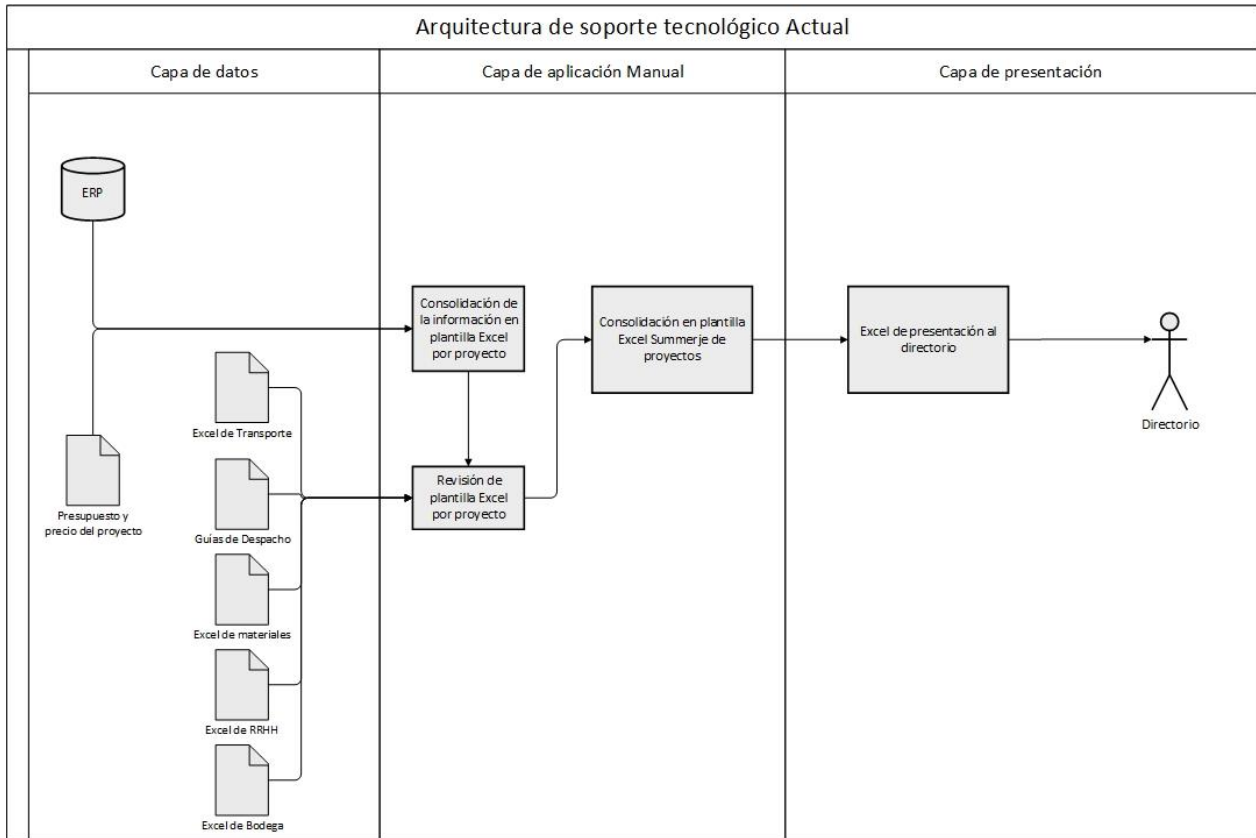 Arquitectura de soporte tecnológico Actual
Capa de datos
Capa de aplicación Manual
Capa de presentación
ERP
Presupuesto y
precio del proyecto
Excel de Transporte
Guías de Despacho
Excel de materiales
Excel de RRHH
Excel de Bodega
Consolidación de
la información en
plantilla Excel
por proyecto
Revisión de
plantilla Excel
por proyecto
Consolidación en plantilla
Excel Summerje de
proyectos
Excel de presentación al
directorio
Directorio